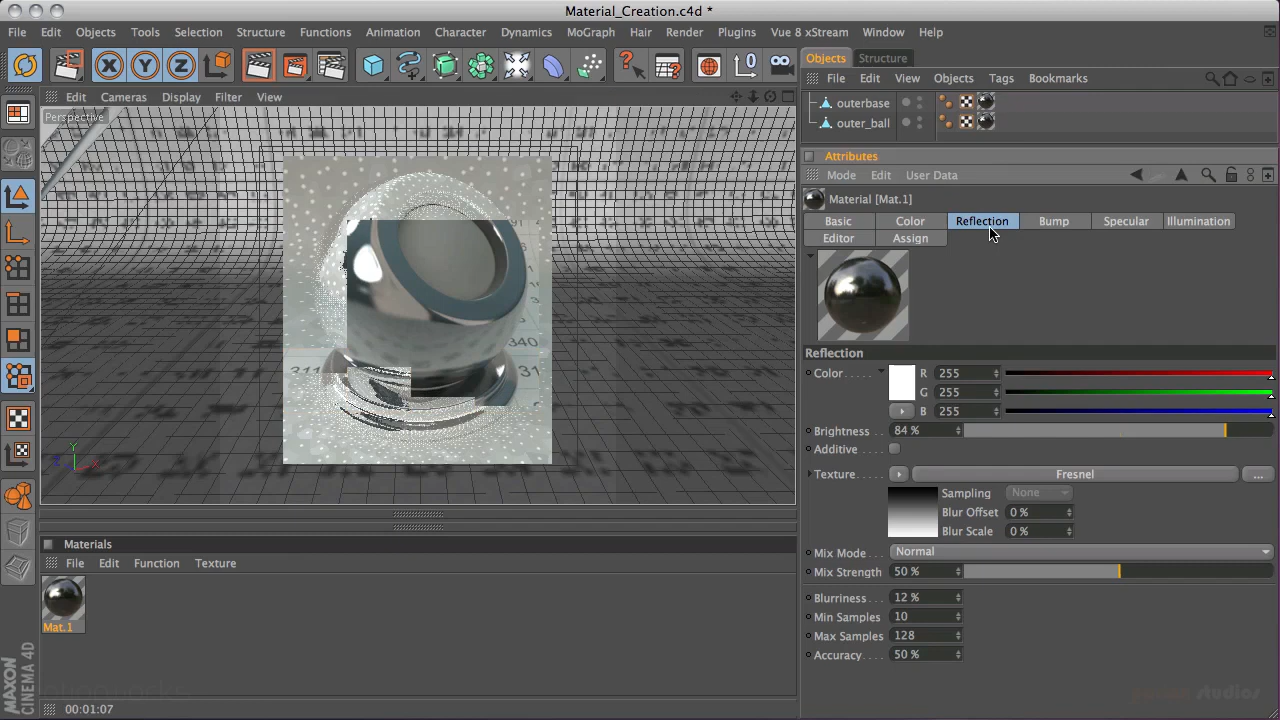 Material_Creation.c4d *
File Edit Objects Tools Selection Structure Functions Animation Character Dynamics MoGraph Hair Render Plugins Vue 8 xStream Window Help
X Y Z
Edit Cameras Display Filter View
Perspective
311
340
31
Y
X
Materials
File Edit Function Texture
Mat.1
MAXON
CINEMA 4D
00:01:07
Objects Structure
File Edit View Objects Tags Bookmarks
outerbase
outer_ball
Attributes
Mode Edit User Data
Material [Mat.1]
Basic Color Reflection Bump Specular Illumination
Editor Assign
Reflection
Color R 255
G 255
B 255
Brightness 84 %
Additive
Texture Fresnel ...
Sampling None
Blur Offset 0 %
Blur Scale 0 %
Mix Mode Normal
Mix Strength 50 %
Blurriness 12 %
Min Samples 10
Max Samples 128
Accuracy 50 %
studios